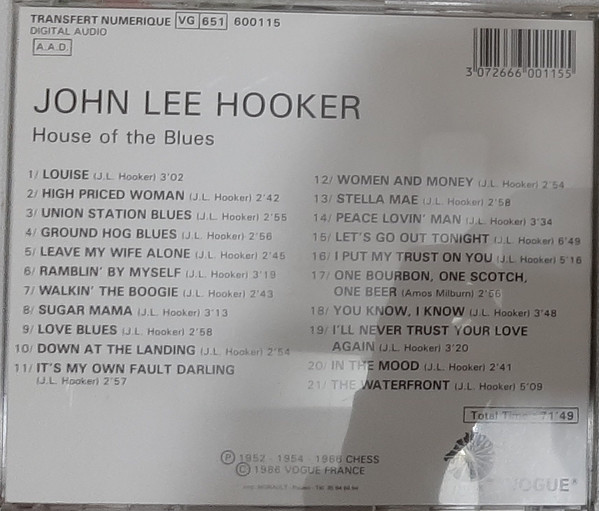 TRANSFERT NUMERIQUE VG 651 600115
DIGITAL AUDIO
A.A.D.
3 072666 001155
JOHN LEE HOOKER
House of the Blues
1/ LOUISE (J.L. Hooker) 3'02
2/ HIGH PRICED WOMAN (J.L. Hooker) 2'42
3/ UNION STATION BLUES (J.L. Hooker) 2'55
4/ GROUND HOG BLUES (J.L. Hooker) 2'56
5/ LEAVE MY WIFE ALONE (J.L. Hooker) 2'45
6/ RAMBLIN' BY MYSELF (J.L. Hooker) 3'19
7/ WALKIN' THE BOOGIE (J.L. Hooker) 2'43
8/ SUGAR MAMA (J.L. Hooker) 3'13
9/ LOVE BLUES (J.L. Hooker) 2'58
10/ DOWN AT THE LANDING (J.L. Hooker) 2'54
11/ IT'S MY OWN FAULT DARLING
(J.L. Hooker) 2'57
12/ WOMEN AND MONEY (J.L. Hooker) 2'54
13/ STELLA MAE (J.L. Hooker) 2'58
14/ PEACE LOVIN' MAN (J.L. Hooker) 3'34
15/ LET'S GO OUT TONIGHT (J.L. Hooker) 6'49
16/ I PUT MY TRUST ON YOU (J.L. Hooker) 5'16
17/ ONE BOURBON, ONE SCOTCH,
ONE BEER (Amos Milburn) 2'56
18/ YOU KNOW, I KNOW (J.L. Hooker) 3'48
19/ I'LL NEVER TRUST YOUR LOVE
AGAIN (J.L. Hooker) 3'20
20/ IN THE MOOD (J.L. Hooker) 2'41
21/ THE WATERFRONT (J.L. Hooker) 5'09
Total Time : 71'49
Ⓟ 1952 - 1954 - 1966 CHESS
© 1986 VOGUE FRANCE
VOGUE®